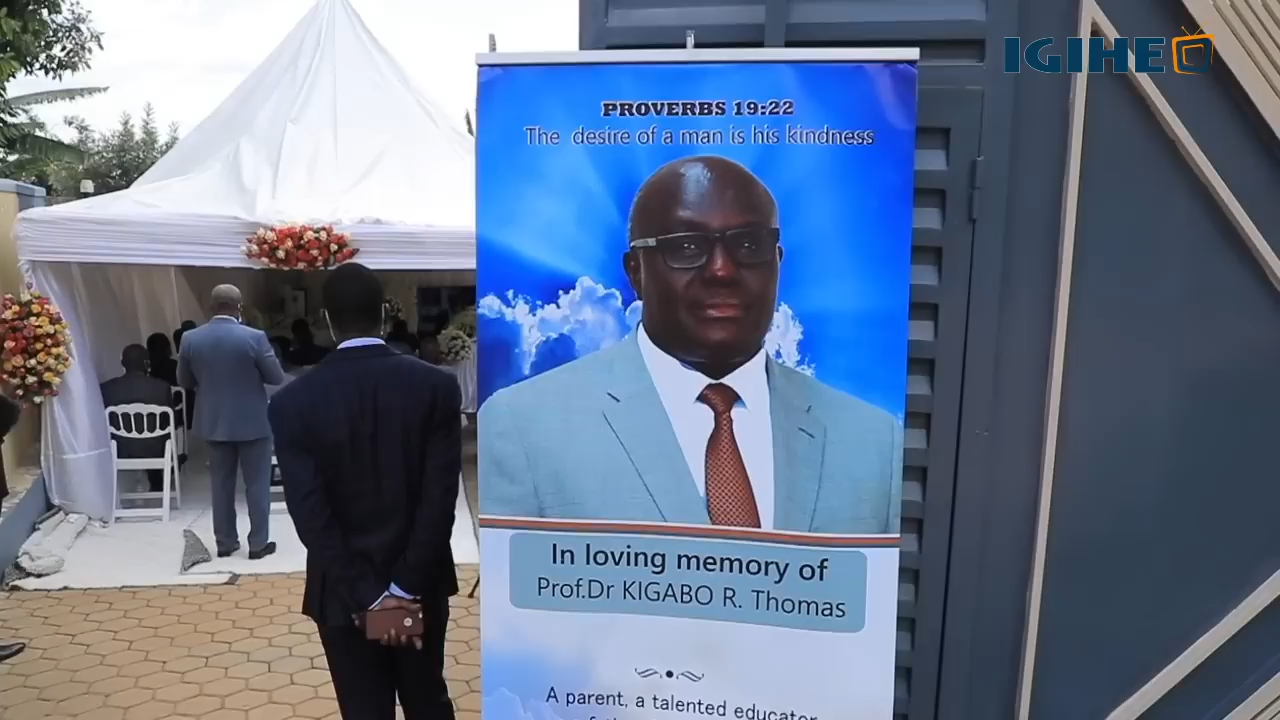 IGIHE
PROVERBS 19:22
The desire of a man is his kindness
In loving memory of
Prof.Dr KIGABO R. Thomas
A parent, a talented educator